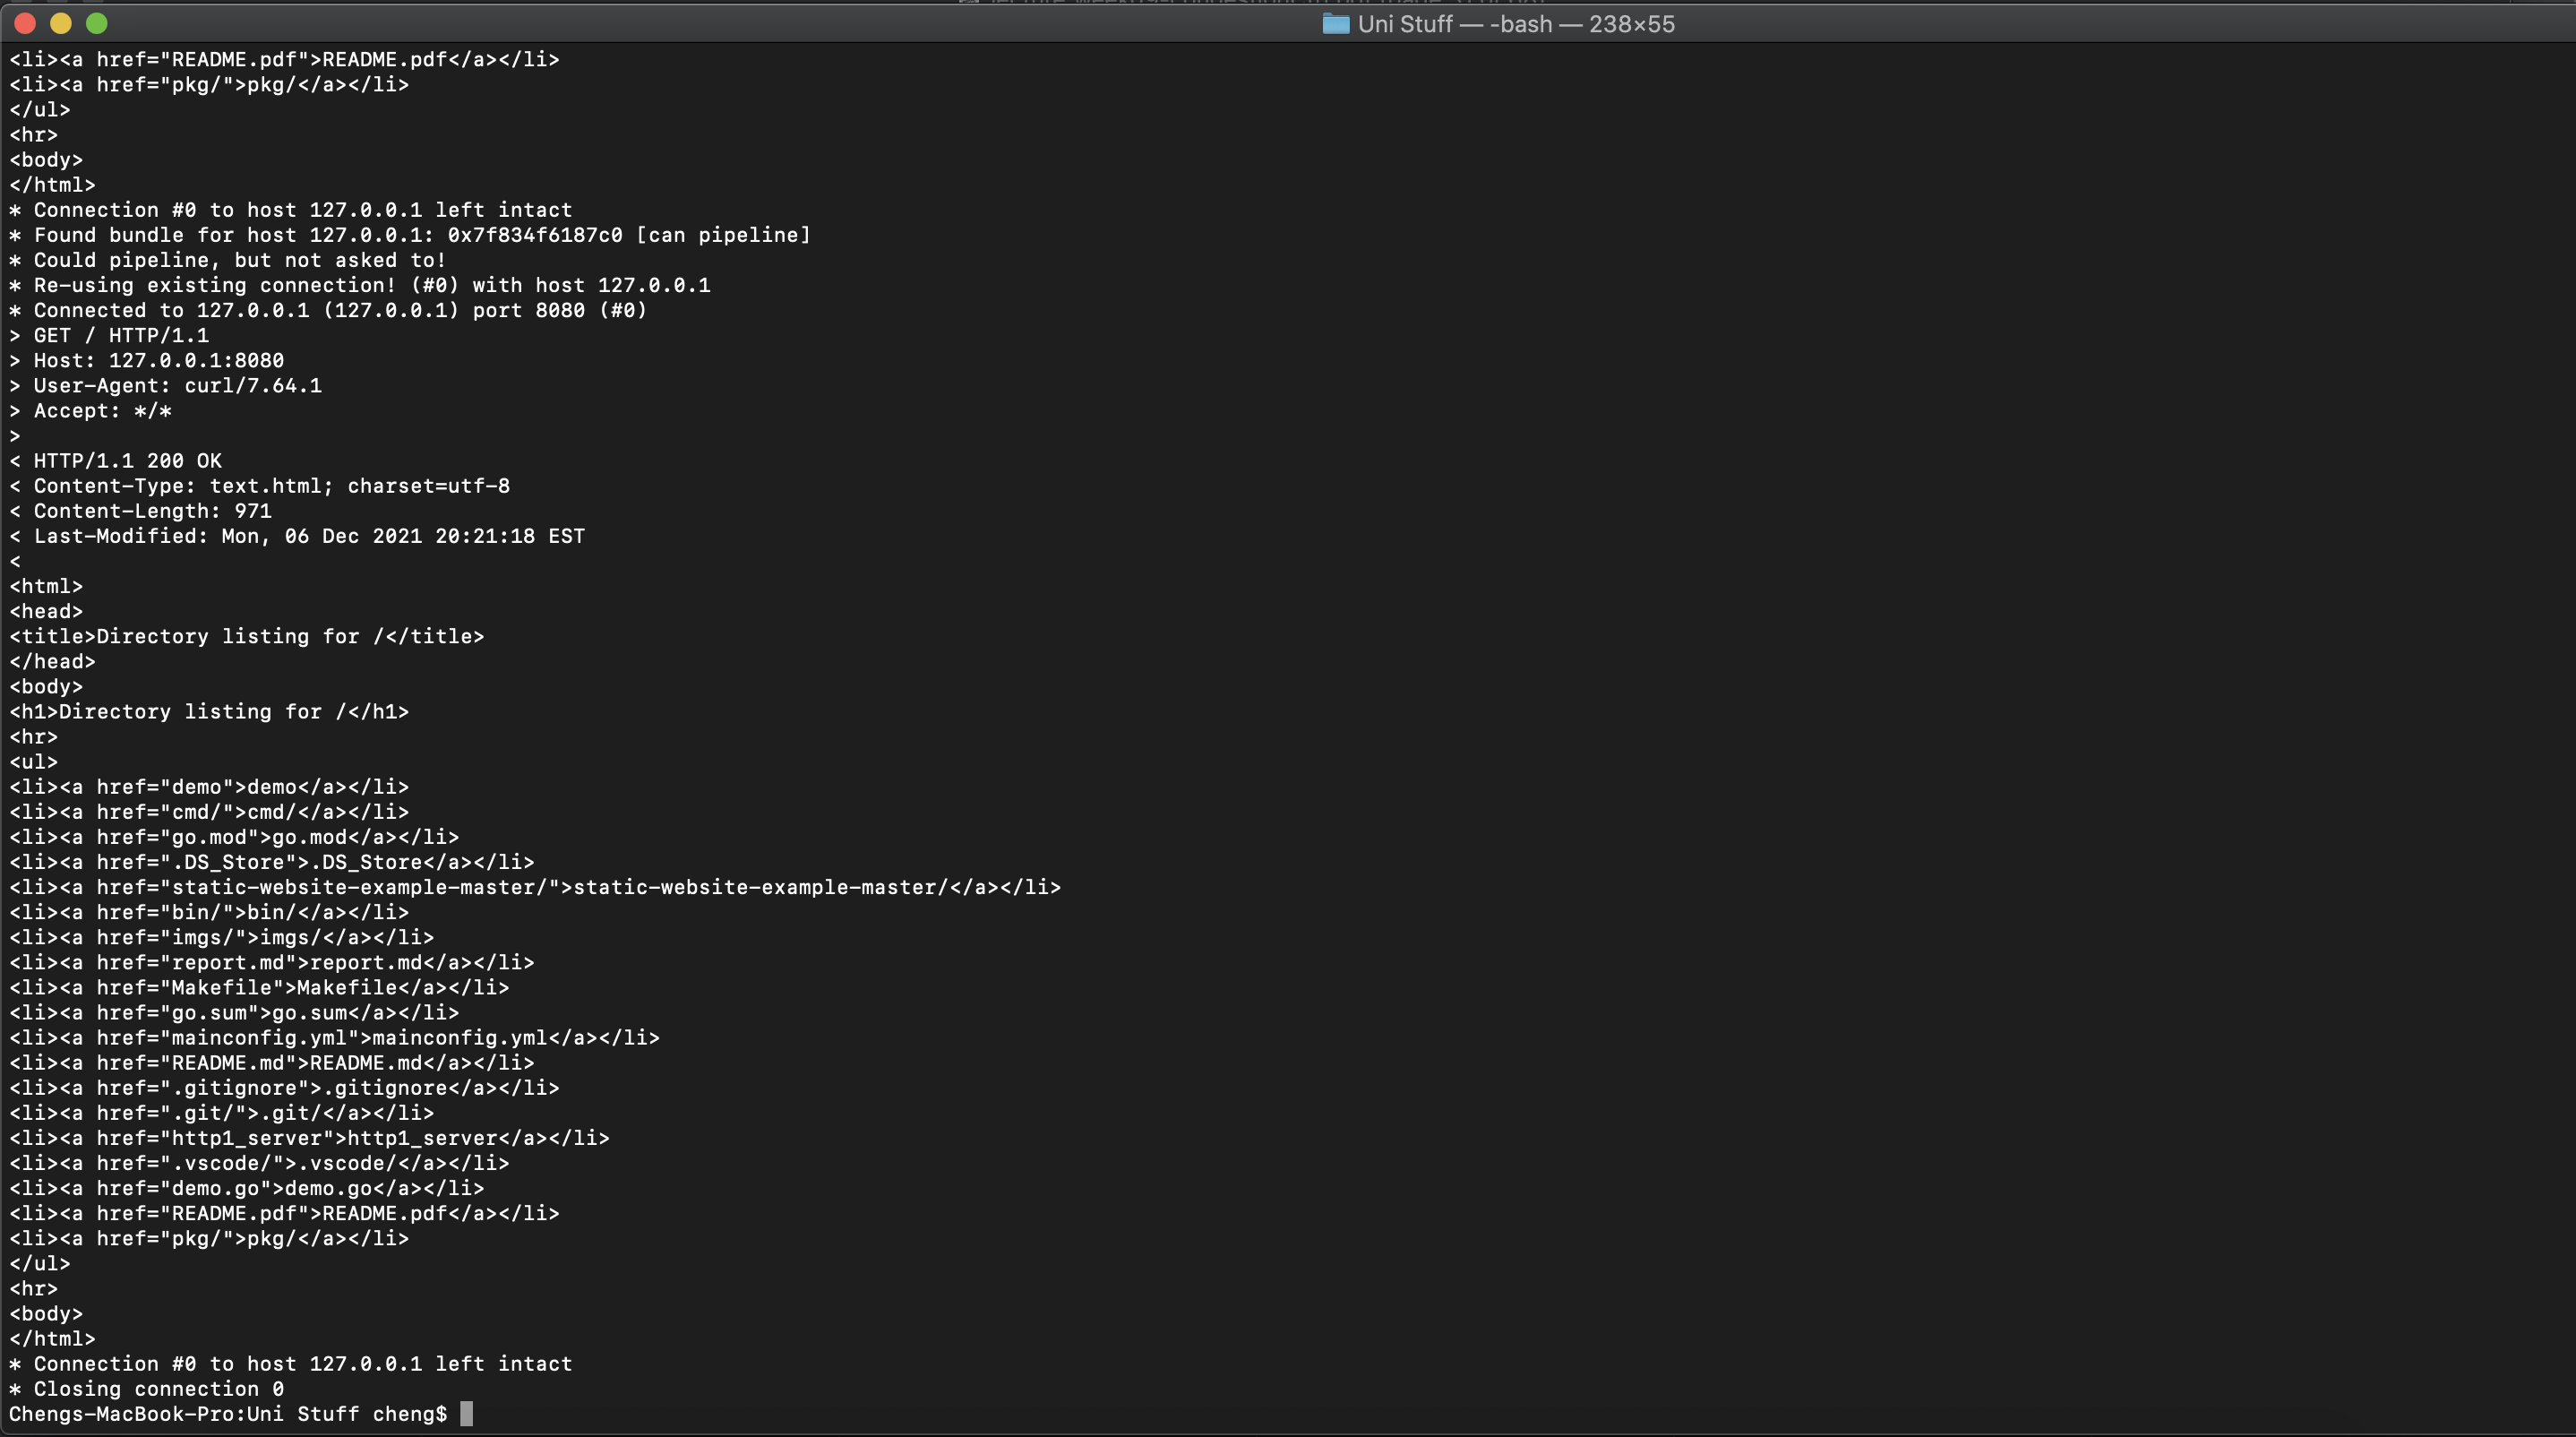 Uni Stuff — -bash — 238×55
<li><a href="README.pdf">README.pdf</a></li>
<li><a href="pkg/">pkg/</a></li>
</ul>
<hr>
<body>
</html>
* Connection #0 to host 127.0.0.1 left intact
* Found bundle for host 127.0.0.1: 0x7f834f6187c0 [can pipeline]
* Could pipeline, but not asked to!
* Re-using existing connection! (#0) with host 127.0.0.1
* Connected to 127.0.0.1 (127.0.0.1) port 8080 (#0)
> GET / HTTP/1.1
> Host: 127.0.0.1:8080
> User-Agent: curl/7.64.1
> Accept: */*
>
< HTTP/1.1 200 OK
< Content-Type: text.html; charset=utf-8
< Content-Length: 971
< Last-Modified: Mon, 06 Dec 2021 20:21:18 EST
<
<html>
<head>
<title>Directory listing for /</title>
</head>
<body>
<h1>Directory listing for /</h1>
<hr>
<ul>
<li><a href="demo">demo</a></li>
<li><a href="cmd/">cmd/</a></li>
<li><a href="go.mod">go.mod</a></li>
<li><a href=".DS_Store">.DS_Store</a></li>
<li><a href="static-website-example-master/">static-website-example-master/</a></li>
<li><a href="bin/">bin/</a></li>
<li><a href="imgs/">imgs/</a></li>
<li><a href="report.md">report.md</a></li>
<li><a href="Makefile">Makefile</a></li>
<li><a href="go.sum">go.sum</a></li>
<li><a href="mainconfig.yml">mainconfig.yml</a></li>
<li><a href="README.md">README.md</a></li>
<li><a href=".gitignore">.gitignore</a></li>
<li><a href=".git/">.git/</a></li>
<li><a href="http1_server">http1_server</a></li>
<li><a href=".vscode/">.vscode/</a></li>
<li><a href="demo.go">demo.go</a></li>
<li><a href="README.pdf">README.pdf</a></li>
<li><a href="pkg/">pkg/</a></li>
</ul>
<hr>
<body>
</html>
* Connection #0 to host 127.0.0.1 left intact
* Closing connection 0
Chengs-MacBook-Pro:Uni Stuff cheng$